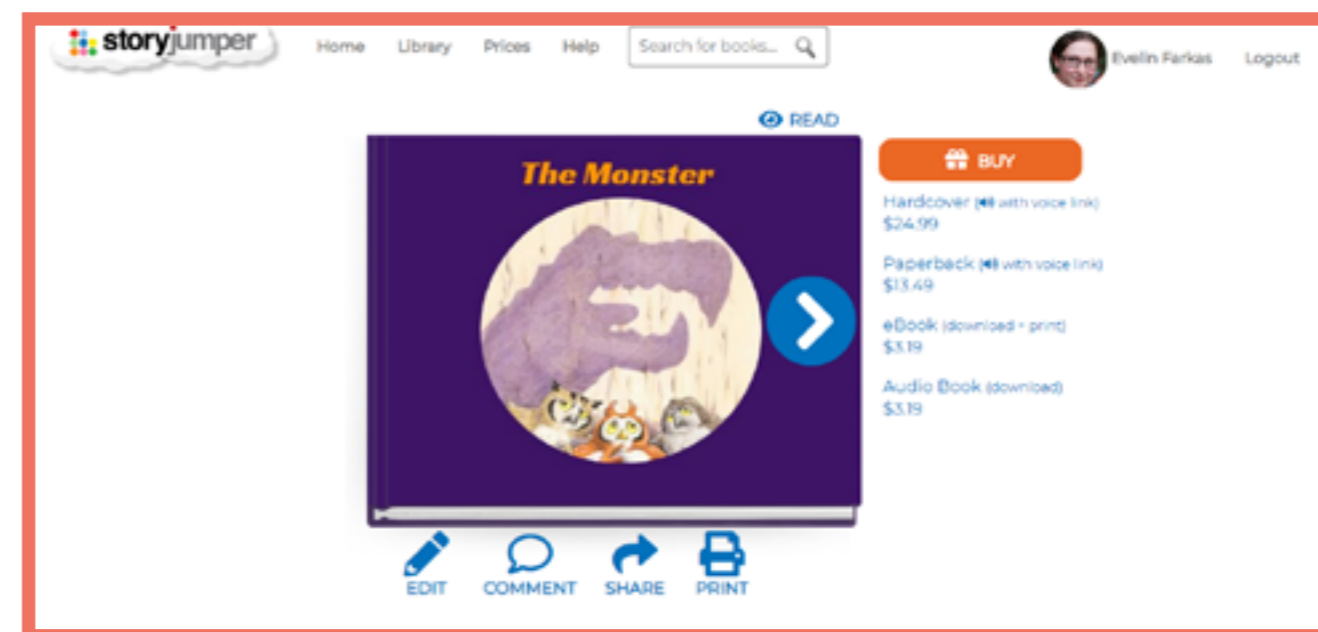 storyjumper
Home Library Prices Help Search for books... Evelin Farkas Logout
READ
The Monster
BUY
Hardcover (with voice link)
$24.99
Paperback (with voice link)
$13.49
eBook (download + print)
$3.19
Audio Book (download)
$3.19
EDIT COMMENT SHARE PRINT